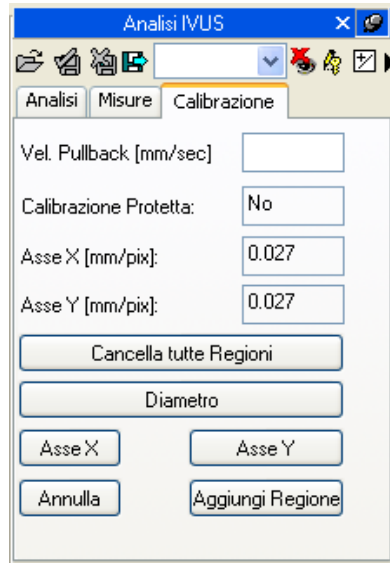 Analisi IVUS
Analisi Misure Calibrazione
Vel. Pullback [mm/sec]
Calibrazione Protetta: No
Asse X [mm/pix]: 0.027
Asse Y [mm/pix]: 0.027
Cancella tutte Regioni
Diametro
Asse X Asse Y
Annulla Aggiungi Regione